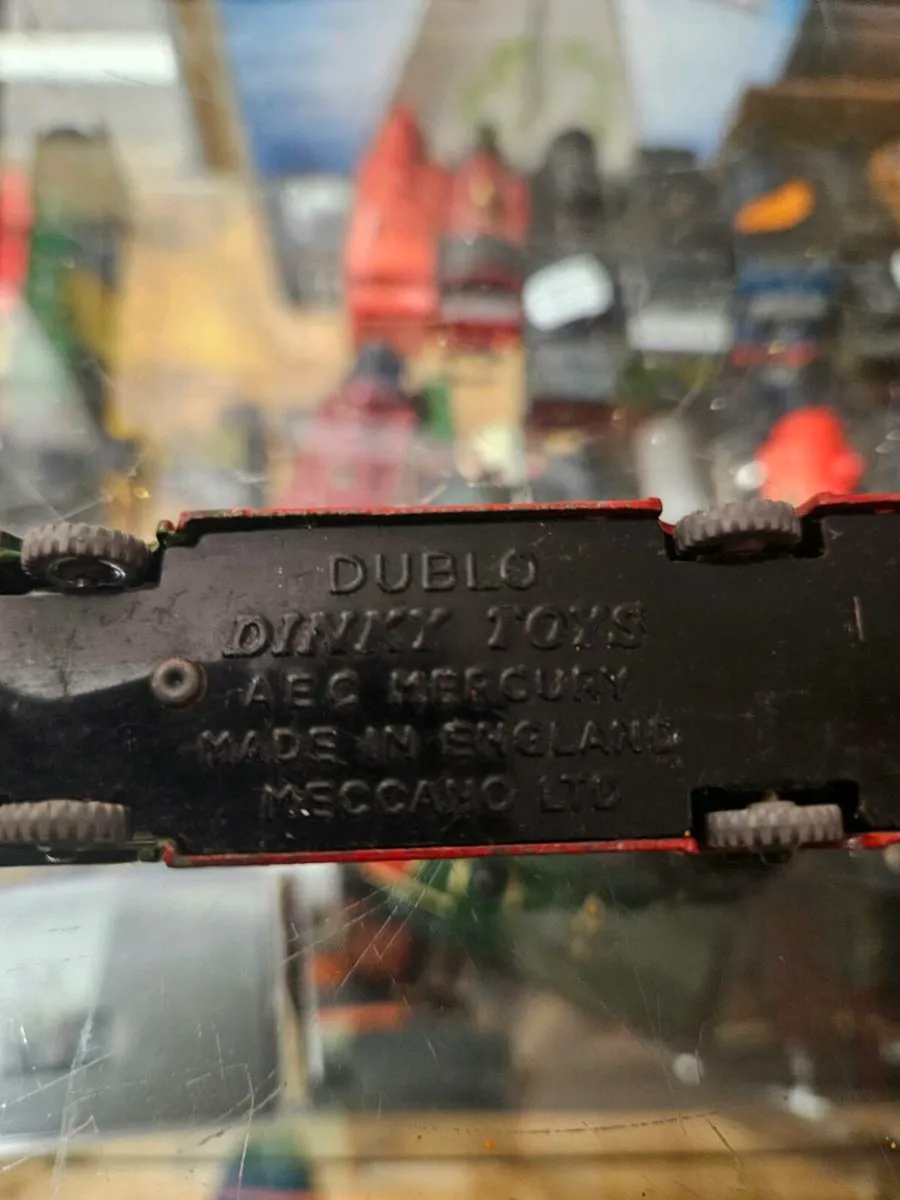 DUBLO
DINKY TOYS
AEC MERCURY
MADE IN ENGLAND
MECCANO LTD